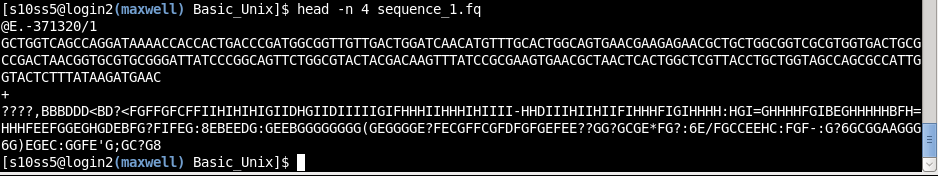 [s10ss5@login2(maxwell) Basic_Unix]$ head -n 4 sequence_1.fq
@E.-371320/1
GCTGGTCAGCCAGGATAAAACCACCACTGACCCGATGGCGGTTGTTGACTGGATCAACATGTTTGCACTGGCAGTGAACGAAGAGAACGCTGCTGGCGGTCGCGTGGTGACTGCG
CCGACTAACGGTGCGTGCGGGATTATCCCGGCAGTTCTGGCGTACTACGACAAGTTTATCCGCGAAGTGAACGCTAACTCACTGGCTCGTTACCTGCTGGTAGCCAGCGCCATTG
GTACTCTTTATAAGATGAAC
+
????,BBBDDD<BD?<FGFFGFCFFIIHIHIHIGIIDHGIIDIIIIIGIFHHHIIHHHIHIIII-HHDIIIHIIHIIFIHHHFIGIHHHH:HGI=GHHHHFGIBEGHHHHHBFH=
HHHFEEFGGEGHGDEBFG?FIFEG:8EBEEDG:GEEBGGGGGGGG(GEGGGGE?FECGFFCGFDFGFGEFEE??GG?GCGE*FG?:6E/FGCCEEHC:FGF-:G?6GCGGAAGGG
6G)EGEC:GGFE'G;GC?G8
[s10ss5@login2(maxwell) Basic_Unix]$